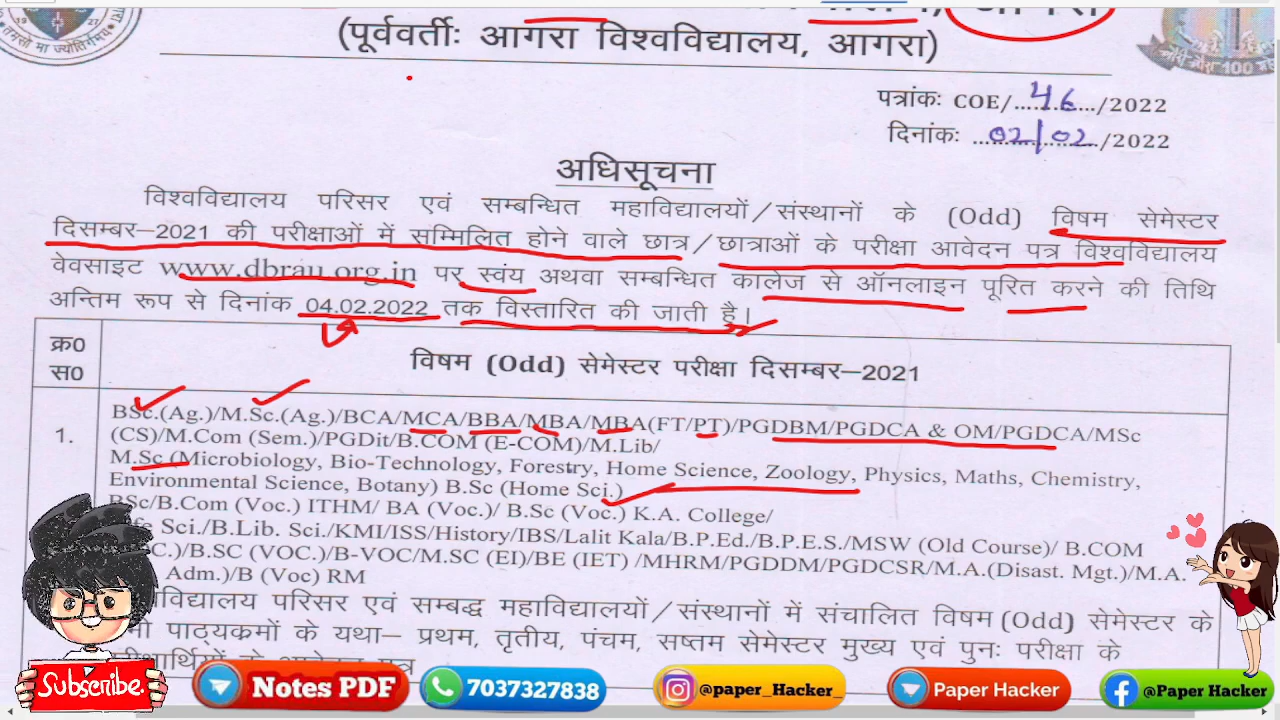 तमसो मा ज्योतिर्गमय
(पूर्ववर्तीः आगरा विश्वविद्यालय, आगरा)
100
पत्रांकः COE/....46..../2022
दिनांकः ...02/02.../2022
अधिसूचना
विश्वविद्यालय परिसर एवं सम्बन्धित महाविद्यालयों/संस्थानों के (Odd) विषम सेमेस्टर
दिसम्बर–2021 की परीक्षाओं में सम्मिलित होने वाले छात्र/छात्राओं के परीक्षा आवेदन पत्र विश्वविद्यालय
वेवसाइट www.dbrau.org.in पर स्वंय अथवा सम्बन्धित कालेज से ऑनलाइन पूरित करने की तिथि
अन्तिम रूप से दिनांक 04.02.2022 तक विस्तारित की जाती है।
क्र0 स0
विषम (Odd) सेमेस्टर परीक्षा दिसम्बर–2021
1.
BSc.(Ag.)/M.Sc.(Ag.)/BCA/MCA/BBA/MBA/MBA(FT/PT)/PGDBM/PGDCA & OM/PGDCA/MSc
(CS)/M.Com (Sem.)/PGDit/B.COM (E-COM)/M.Lib/
M.Sc (Microbiology, Bio-Technology, Forestry, Home Science, Zoology, Physics, Maths, Chemistry,
Environmental Science, Botany) B.Sc (Home Sci.)
BSc/B.Com (Voc.) ITHM/ BA (Voc.)/ B.Sc (Voc.) K.A. College/
Sci./B.Lib. Sci./KMI/ISS/History/IBS/Lalit Kala/B.P.Ed./B.P.E.S./MSW (Old Course)/ B.COM
C.)/B.SC (VOC.)/B-VOC/M.SC (EI)/BE (IET) /MHRM/PGDDM/PGDCSR/M.A.(Disast. Mgt.)/M.A.
Adm.)/B (Voc) RM
परिसर एवं सम्बद्ध महाविद्यालयों/संस्थानों में संचालित विषम (Odd) सेमेस्टर के
पाठ्यकमों के यथा– प्रथम, तृतीय, पंचम, सष्तम सेमेस्टर मुख्य एवं पुनः परीक्षा के
Subscribe.
Notes PDF
7037327838
@paper_Hacker_
Paper Hacker
@Paper Hacker